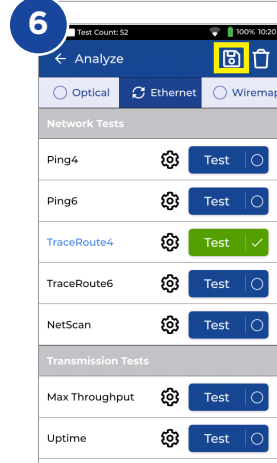 6
Test Count: 52 100% 10:20
Analyze
Optical Ethernet Wiremap
Network Tests
Ping4 Test
Ping6 Test
TraceRoute4 Test
TraceRoute6 Test
NetScan Test
Transmission Tests
Max Throughput Test
Uptime Test